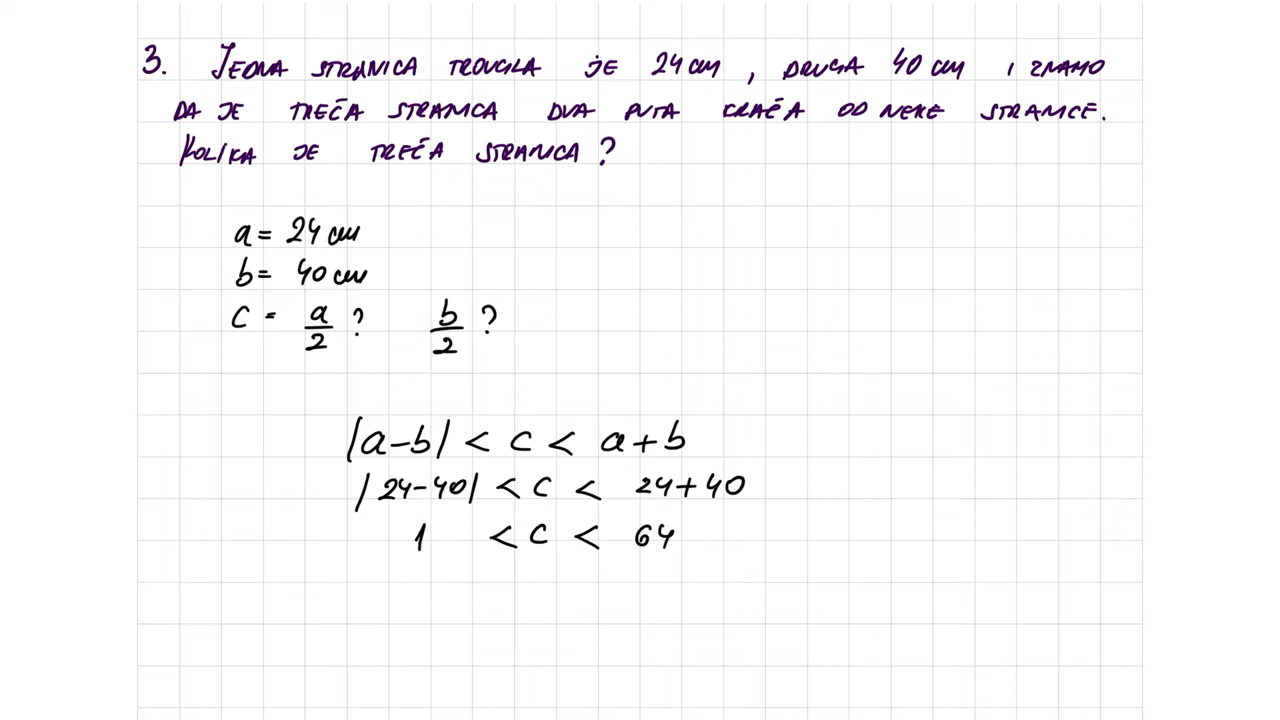 3. JEDNA STRANICA TROUGLA JE 24 cm, DRUGA 40 cm I ZNAMO
DA JE TREĆA STRANICA DVA PUTA KRAĆA OD NEKE STRANICE.
KOLIKA JE TREĆA STRANICA?
a = 24 cm
b = 40 cm
c = a/2 ? b/2 ?
|a-b| < c < a+b
|24-40| < c < 24+40
1 < c < 64